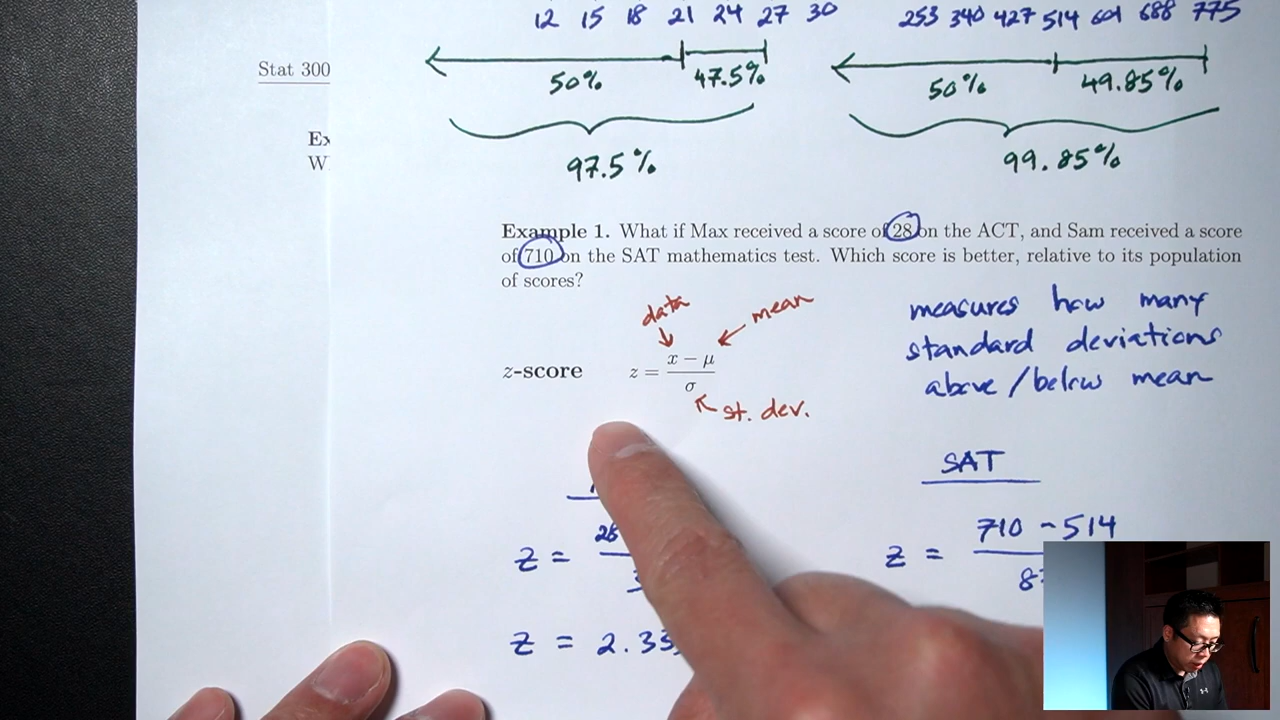 12 15 18 21 24 27 30
253 340 427 514 601 688 775
Stat 300
50% 47.5%
50% 49.85%
97.5%
99.85%
Ex
W
Example 1. What if Max received a score of 28 on the ACT, and Sam received a score
of 710 on the SAT mathematics test. Which score is better, relative to its population
of scores?
data
mean
z-score z = x − μ / σ
st. dev.
measures how many
standard deviations
above/below mean
SAT
z = 28
z = 710 - 514
8
z = 2.33